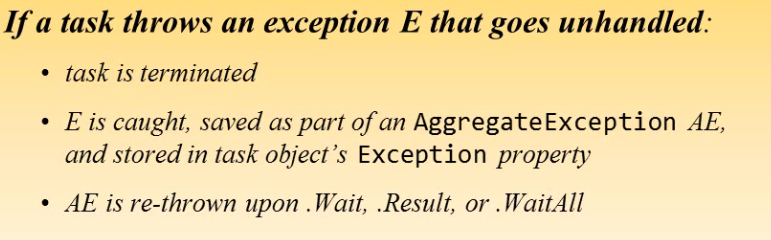 If a task throws an exception E that goes unhandled:
• task is terminated
• E is caught, saved as part of an AggregateException AE,
and stored in task object's Exception property
• AE is re-thrown upon .Wait, .Result, or .WaitAll